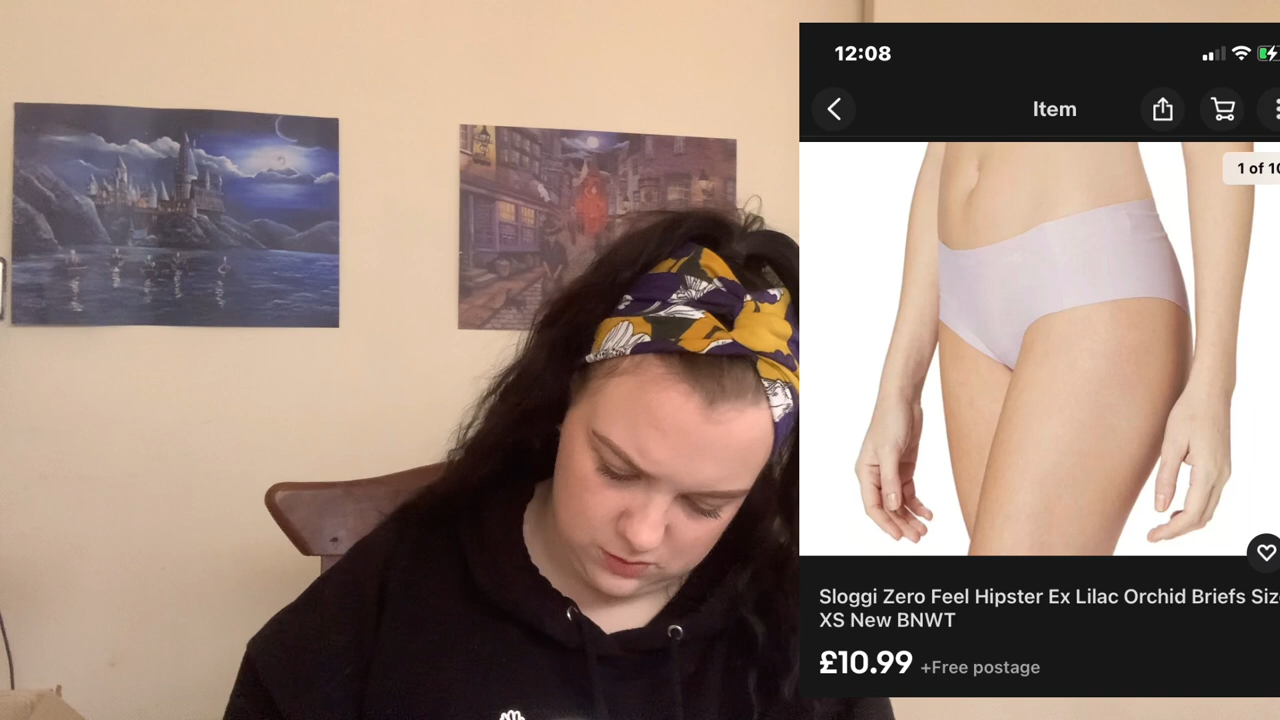 12:08
Item
1 of 10
Sloggi Zero Feel Hipster Ex Lilac Orchid Briefs
XS New BNWT
£10.99 +Free postage